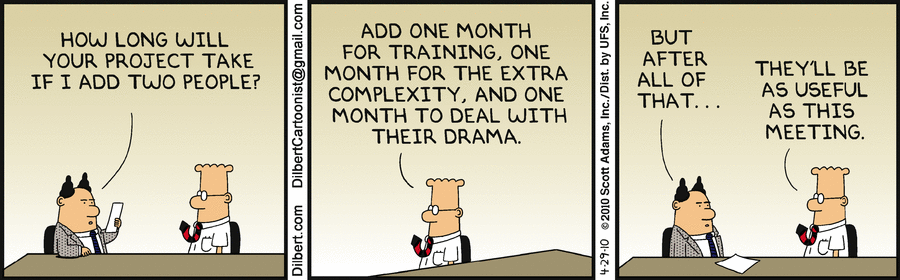 HOW LONG WILL
YOUR PROJECT TAKE
IF I ADD TWO PEOPLE?
Dilbert.com DilbertCartoonist@gmail.com
ADD ONE MONTH
FOR TRAINING, ONE
MONTH FOR THE EXTRA
COMPLEXITY, AND ONE
MONTH TO DEAL WITH
THEIR DRAMA.
4-29-10 © 2010 Scott Adams, Inc./Dist. by UFS, Inc.
BUT
AFTER
ALL OF
THAT...
THEY'LL BE
AS USEFUL
AS THIS
MEETING.